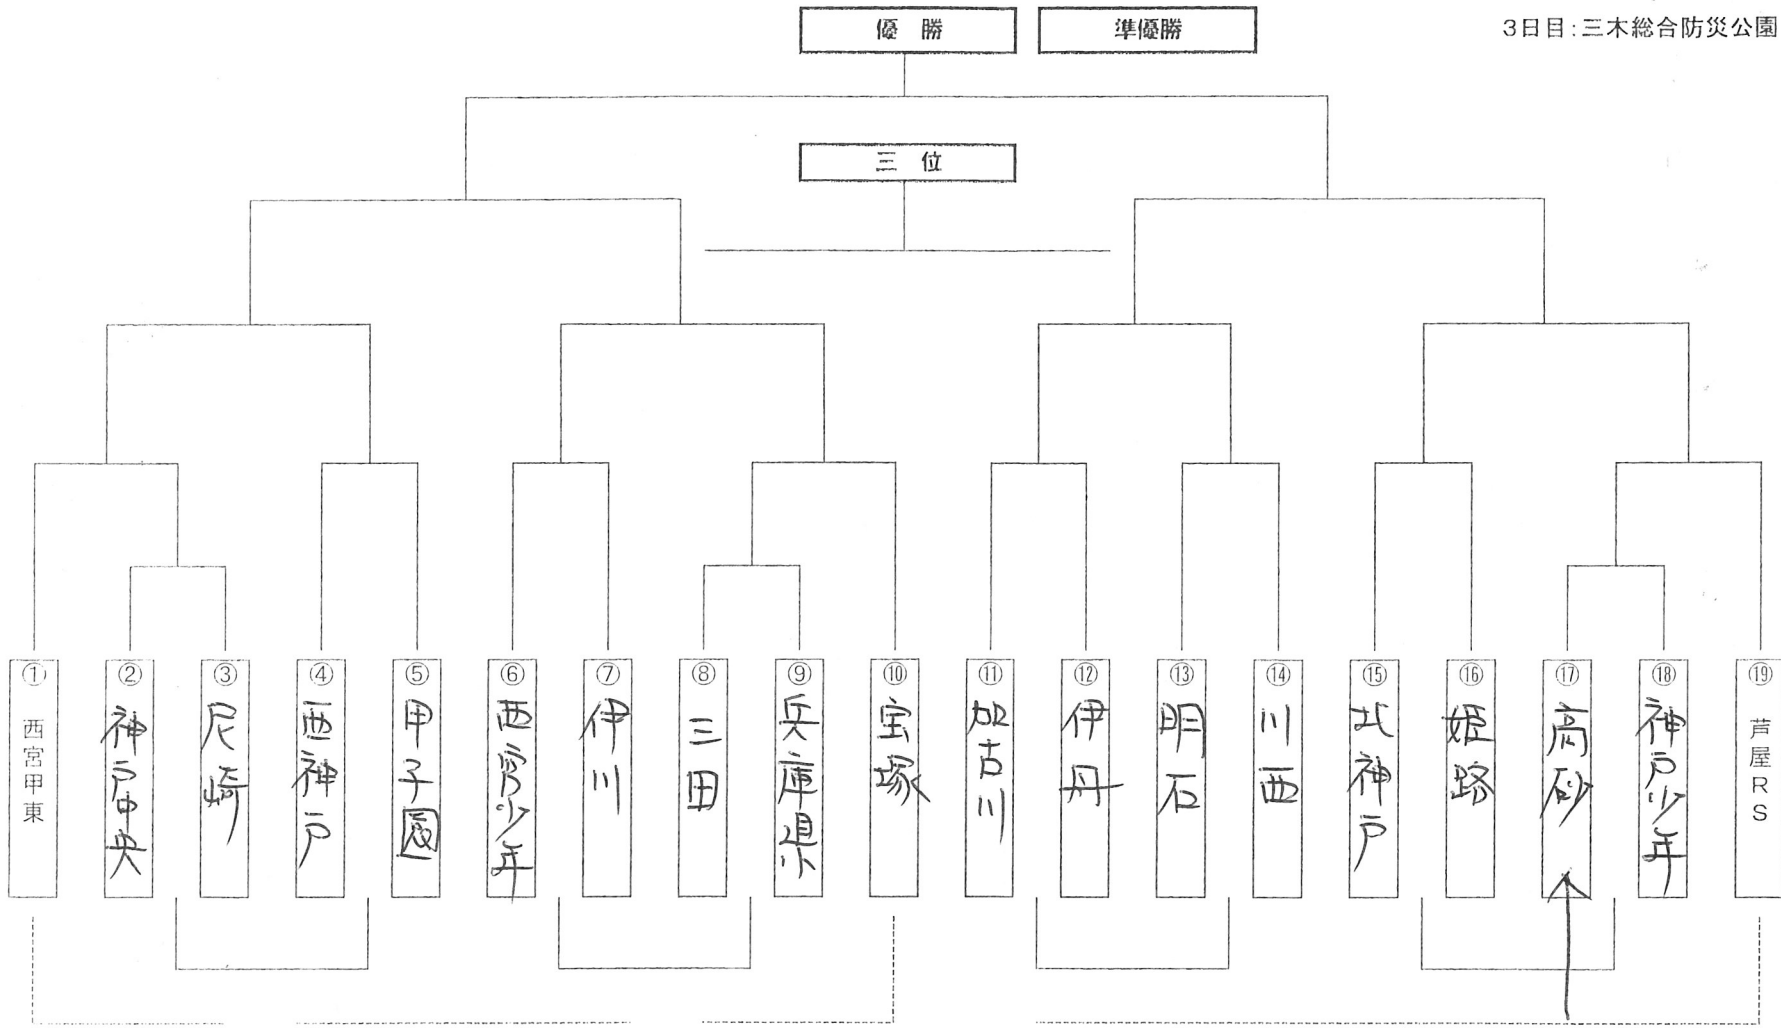 優 勝
準優勝
3日目:三木総合防災公園
三 位
① 西宮甲東
② 神戸中央
③ 尼崎
④ 西神戸
⑤ 甲子園
⑥ 西宮少年
⑦ 伊川
⑧ 三田
⑨ 兵庫県
⑩ 宝塚
⑪ 加古川
⑫ 伊丹
⑬ 明石
⑭ 川西
⑮ 北神戸
⑯ 姫路
⑰ 高砂
⑱ 神戸少年
⑲ 芦屋RS